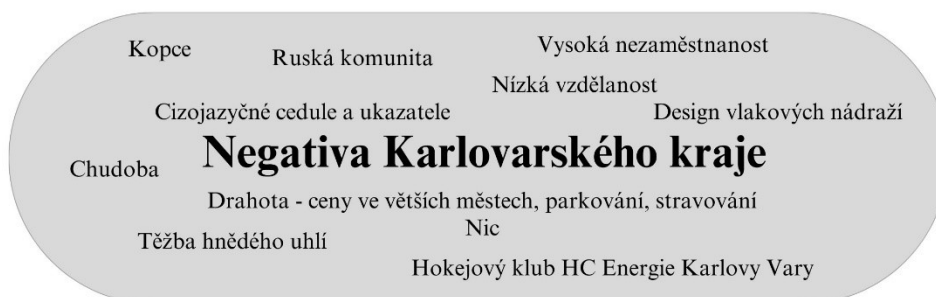 Kopce
Ruská komunita
Vysoká nezaměstnanost
Nízká vzdělanost
Cizojazyčné cedule a ukazatele
Design vlakových nádraží
Negativa Karlovarského kraje
Chudoba
Drahota - ceny ve větších městech, parkování, stravování
Nic
Těžba hnědého uhlí
Hokejový klub HC Energie Karlovy Vary